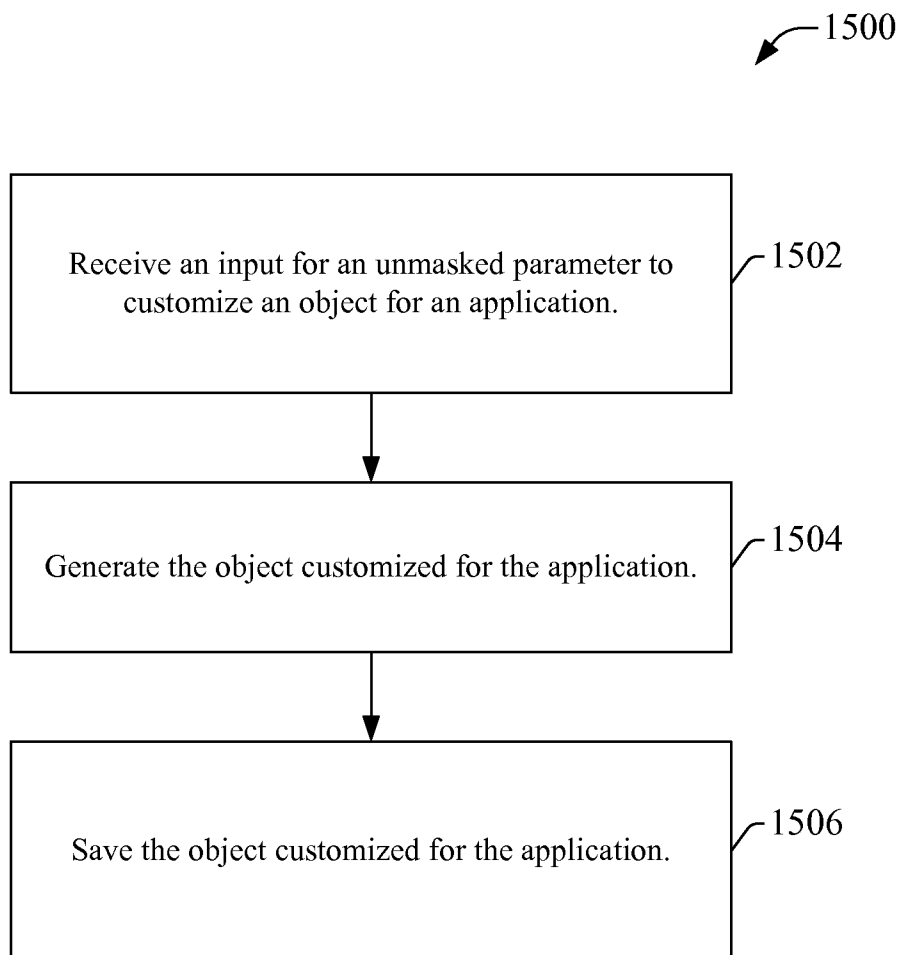 1500
Receive an input for an unmasked parameter to
customize an object for an application.
1502
Generate the object customized for the application.
1504
Save the object customized for the application.
1506